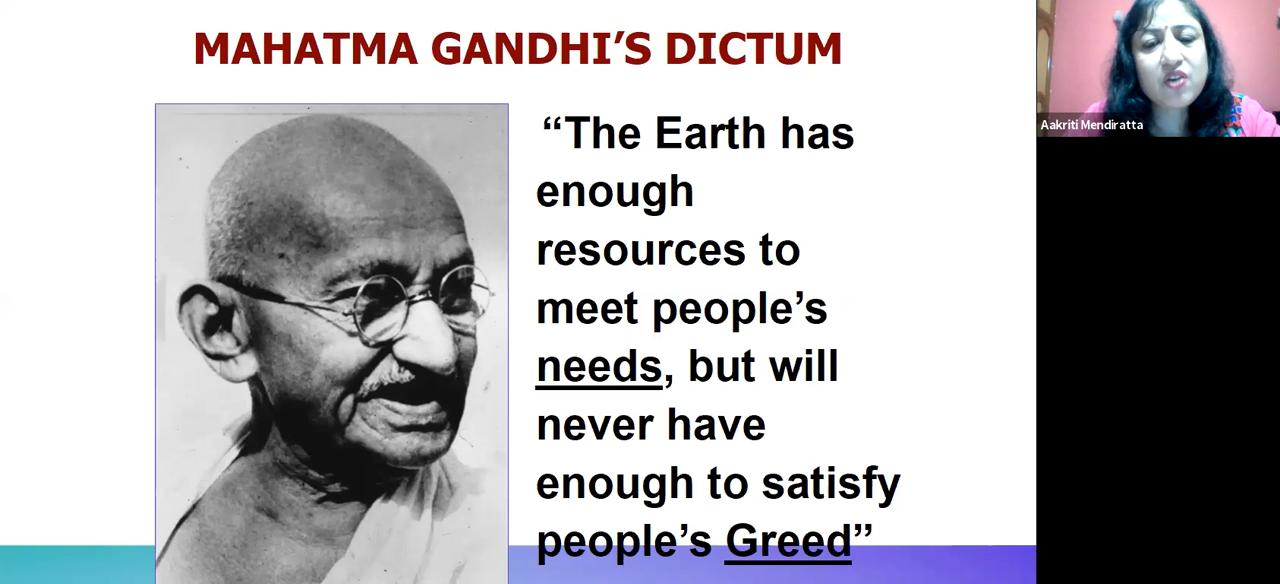 MAHATMA GANDHI’S DICTUM
“The Earth has
enough
resources to
meet people’s
needs, but will
never have
enough to satisfy
people’s Greed”
Aakriti Mendiratta